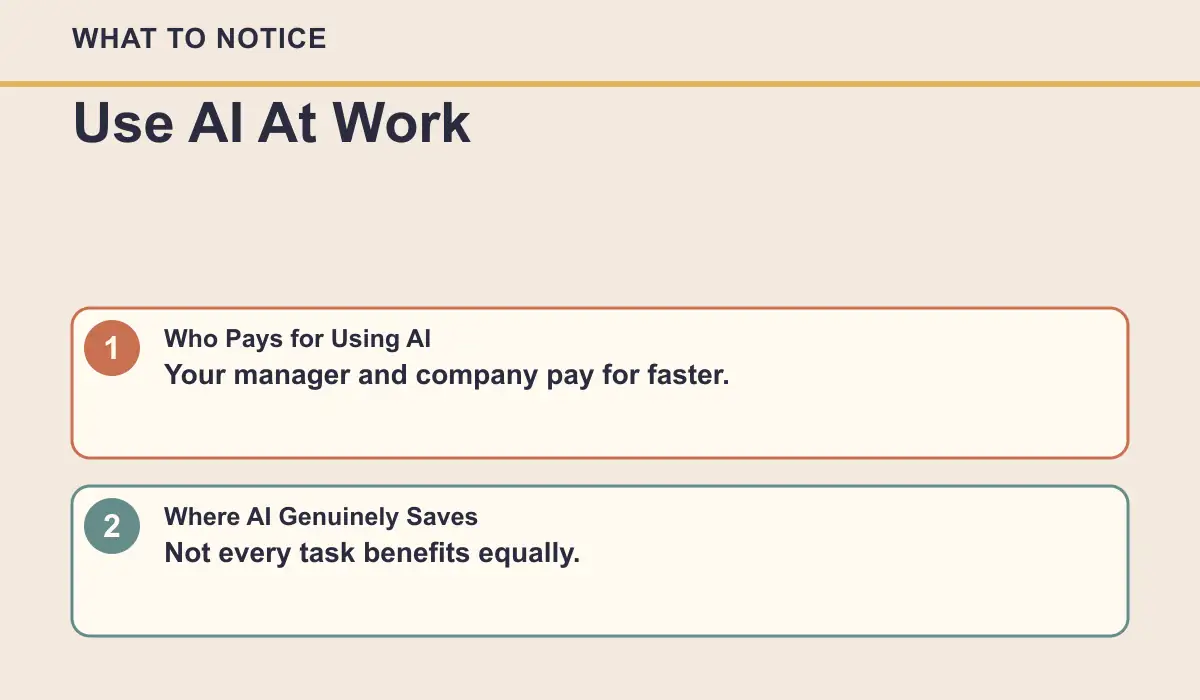 WHAT TO NOTICE
Use AI At Work
1
Who Pays for Using AI
Your manager and company pay for faster.
2
Where AI Genuinely Saves
Not every task benefits equally.